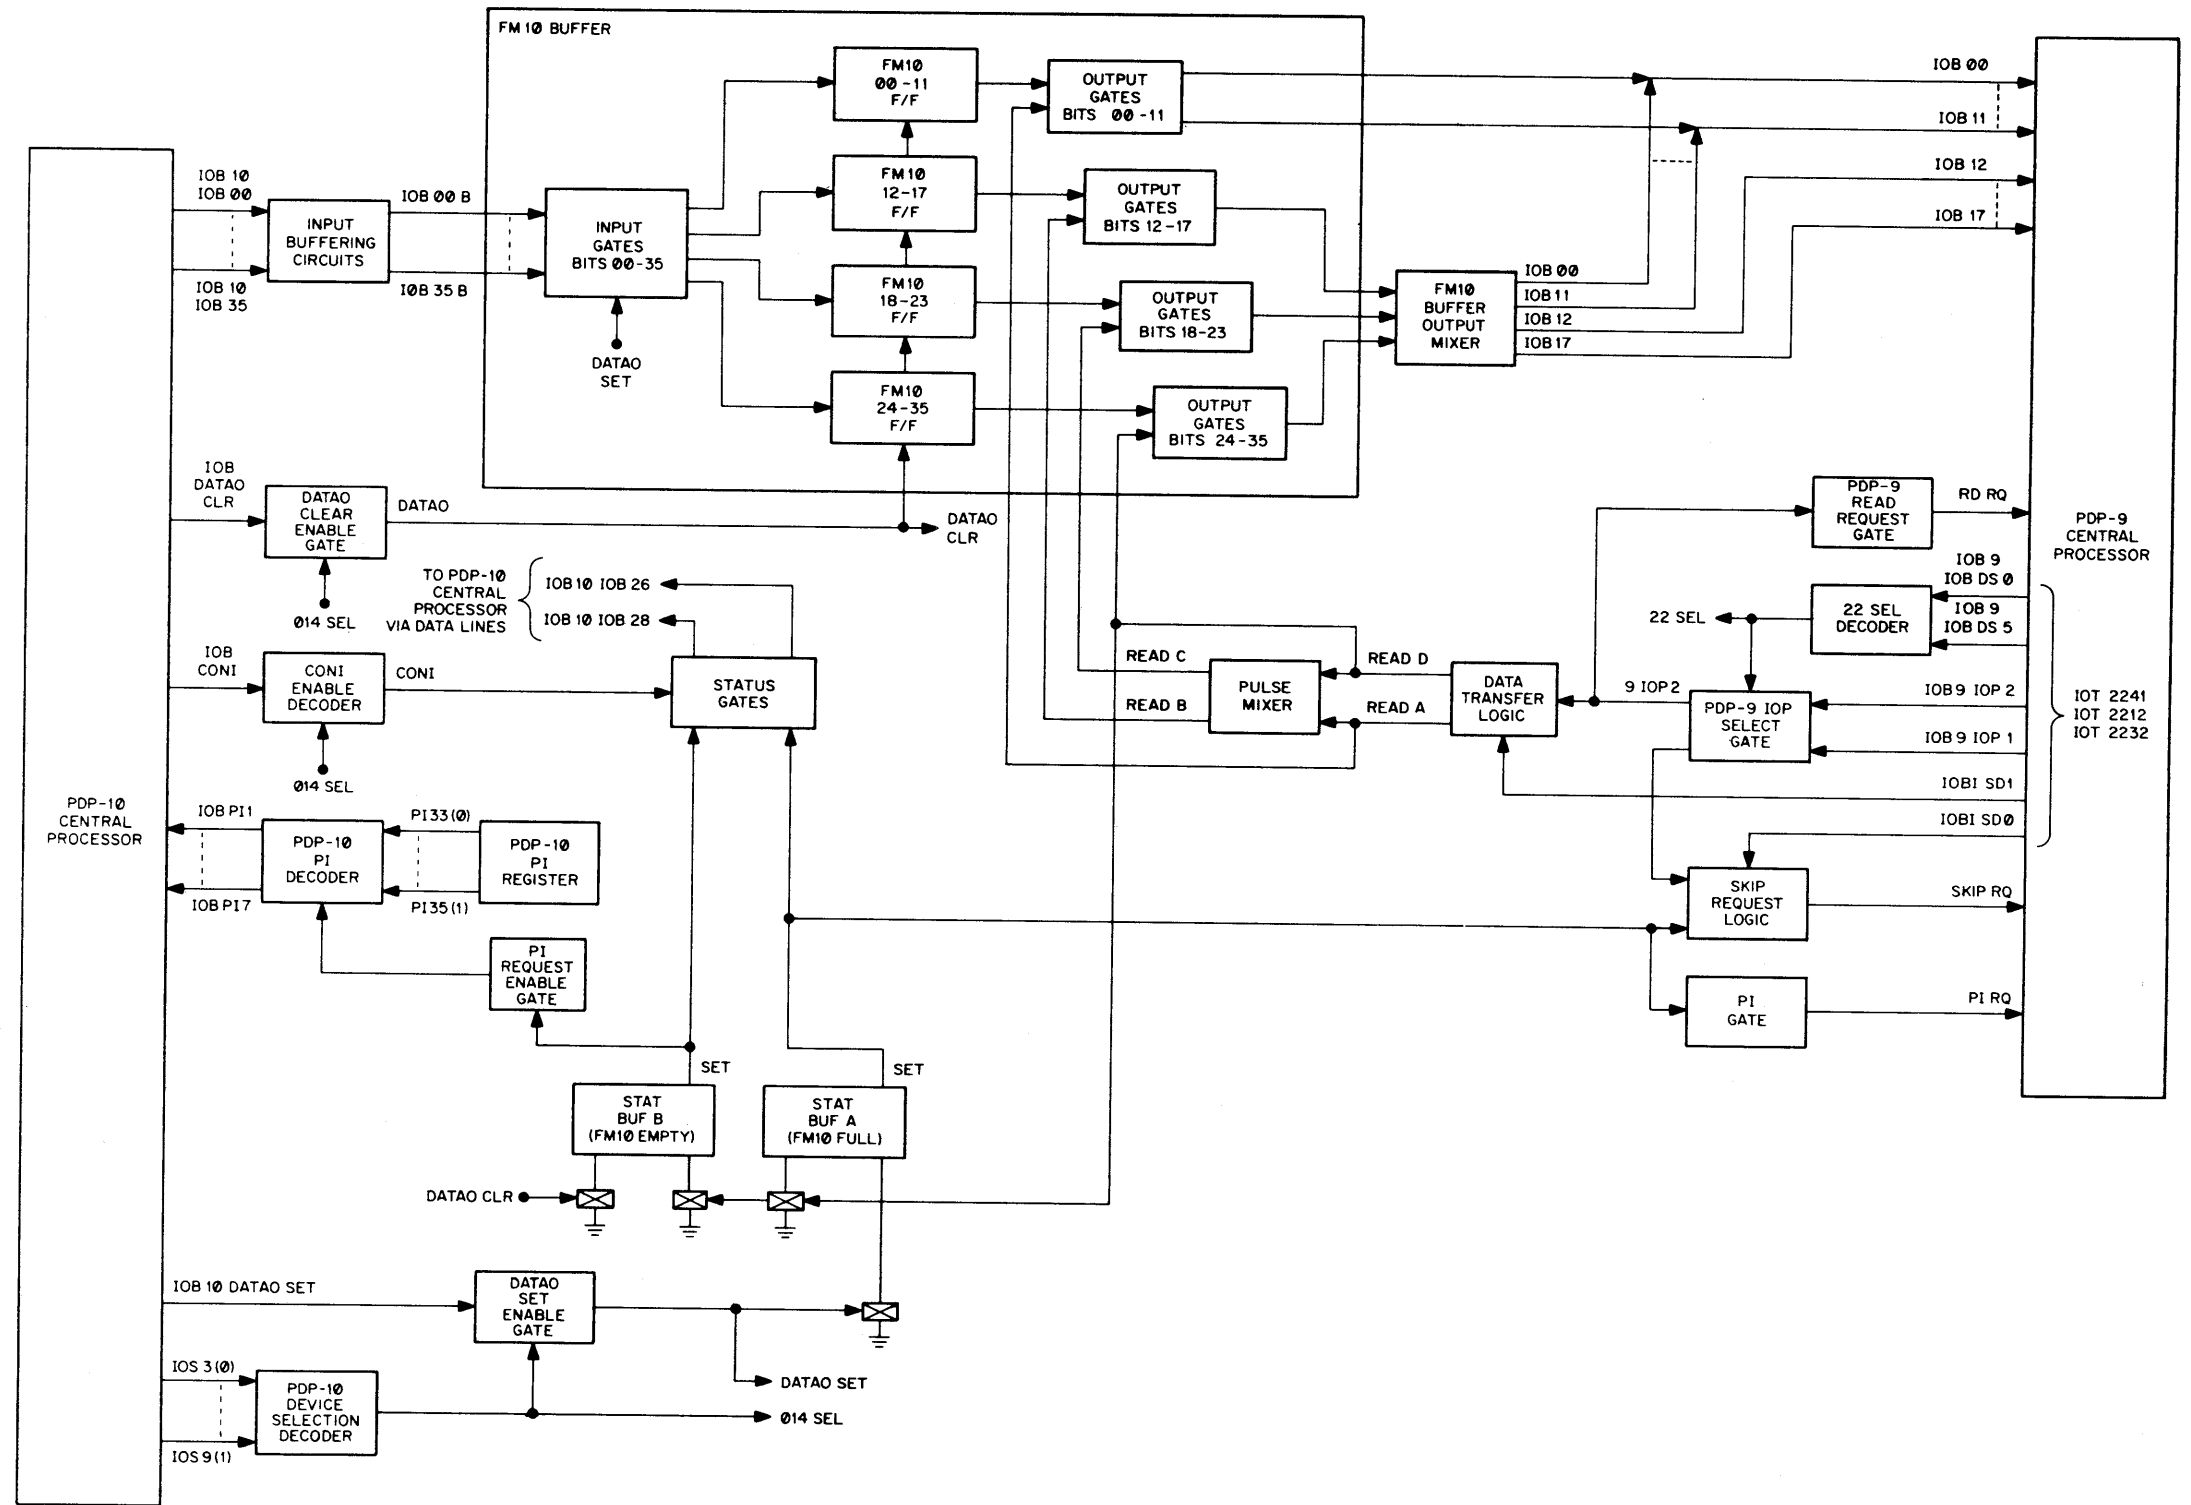 FM10 BUFFER
FM10
00-11
F/F
OUTPUT
GATES
BITS 00-11
IOB 00
IOB 11
IOB 12
IOB 17
FM10
12-17
F/F
OUTPUT
GATES
BITS 12-17
IOB 10
IOB 00
INPUT
BUFFERING
CIRCUITS
IOB 00 B
IOB 10
IOB 35
IOB 35 B
INPUT
GATES
BITS 00-35
DATAO
SET
FM10
18-23
F/F
OUTPUT
GATES
BITS 18-23
FM10
BUFFER
OUTPUT
MIXER
IOB 00
IOB 11
IOB 12
IOB 17
FM10
24-35
F/F
OUTPUT
GATES
BITS 24-35
IOB
DATAO
CLR
DATAO
CLEAR
ENABLE
GATE
DATAO
DATAO
CLR
014 SEL
PDP-9
READ
REQUEST
GATE
RD RQ
PDP-9
CENTRAL
PROCESSOR
TO PDP-10
CENTRAL
PROCESSOR
VIA DATA LINES
IOB 10 IOB 26
IOB 10 IOB 28
22 SEL
22 SEL
DECODER
IOB 9
IOB DS 0
IOB 9
IOB DS 5
IOB
CONI
CONI
ENABLE
DECODER
CONI
014 SEL
STATUS
GATES
READ C
READ B
PULSE
MIXER
READ D
READ A
DATA
TRANSFER
LOGIC
9 IOP 2
PDP-9 IOP
SELECT
GATE
IOB 9 IOP 2
IOB 9 IOP 1
IOBI SD1
IOBI SD0
IOT 2241
IOT 2212
IOT 2232
PDP-10
CENTRAL
PROCESSOR
IOB PI1
IOB PI7
PDP-10
PI
DECODER
PI33(0)
PI35(1)
PDP-10
PI
REGISTER
SKIP
REQUEST
LOGIC
SKIP RQ
PI
REQUEST
ENABLE
GATE
PI
GATE
PI RQ
SET
SET
STAT
BUF B
(FM10 EMPTY)
STAT
BUF A
(FM10 FULL)
DATAO CLR
IOB 10 DATAO SET
DATAO
SET
ENABLE
GATE
DATAO SET
IOS 3(0)
IOS 9(1)
PDP-10
DEVICE
SELECTION
DECODER
014 SEL